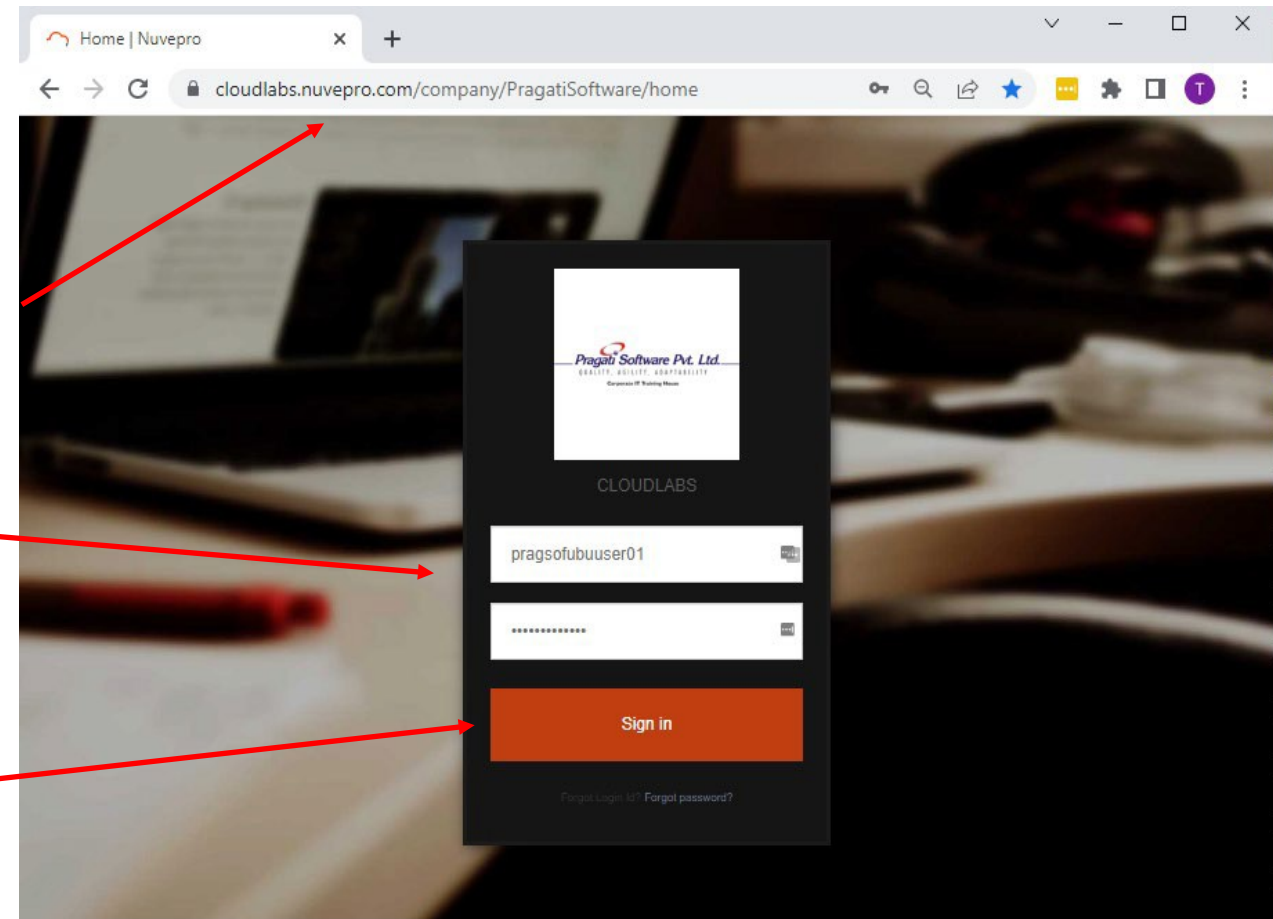 Home | Nuvepro
cloudlabs.nuvepro.com/company/PragatiSoftware/home
T
Pragati Software Pvt. Ltd.
QUALITY, AGILITY, ADAPTABILITY
Corporate IT Training House
CLOUDLABS
pragsofubuuser01
•••••••••••••
Sign in
Forgot Login Id? Forgot password?